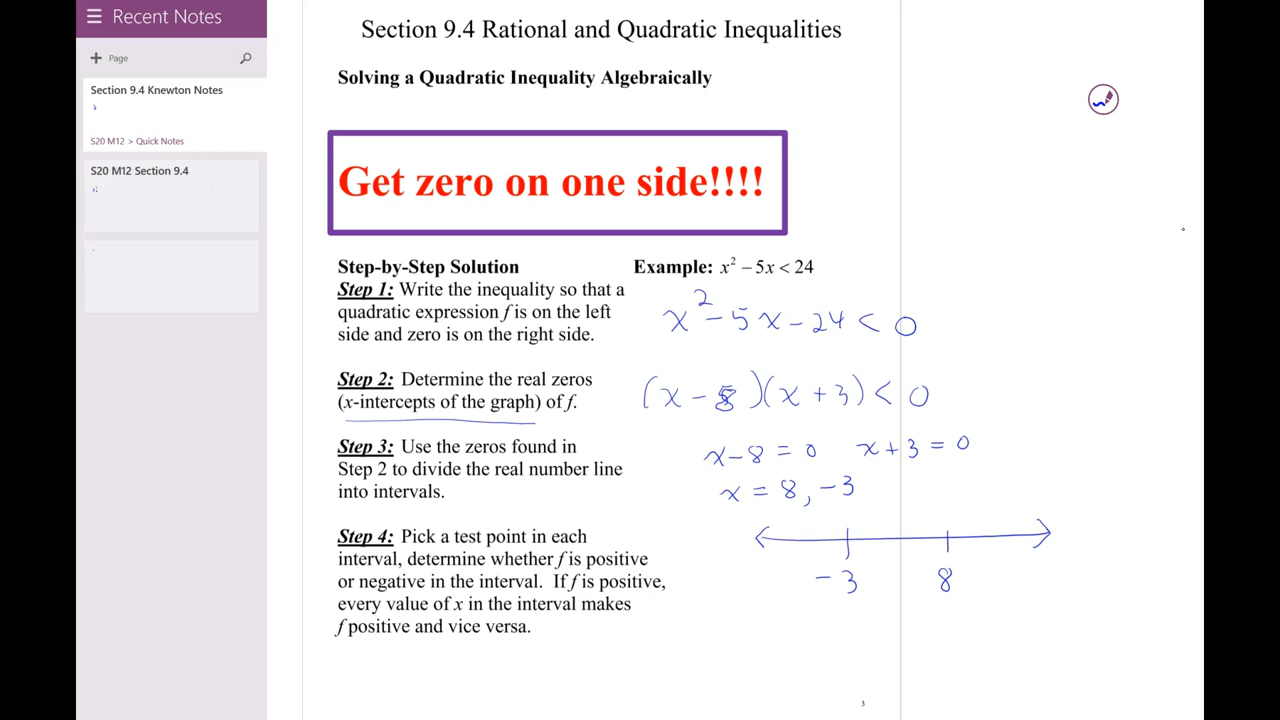 Recent Notes
Page
Section 9.4 Knewton Notes
S20 M12 > Quick Notes
S20 M12 Section 9.4
Section 9.4 Rational and Quadratic Inequalities
Solving a Quadratic Inequality Algebraically
Get zero on one side!!!!
Step-by-Step Solution
Step 1: Write the inequality so that a
quadratic expression f is on the left
side and zero is on the right side.
Step 2: Determine the real zeros
(x-intercepts of the graph) of f.
Step 3: Use the zeros found in
Step 2 to divide the real number line
into intervals.
Step 4: Pick a test point in each
interval, determine whether f is positive
or negative in the interval. If f is positive,
every value of x in the interval makes
f positive and vice versa.
Example: x² − 5x < 24
x² − 5x − 24 < 0
(x − 8)(x + 3) < 0
x − 8 = 0 x + 3 = 0
x = 8, −3
−3 8
3